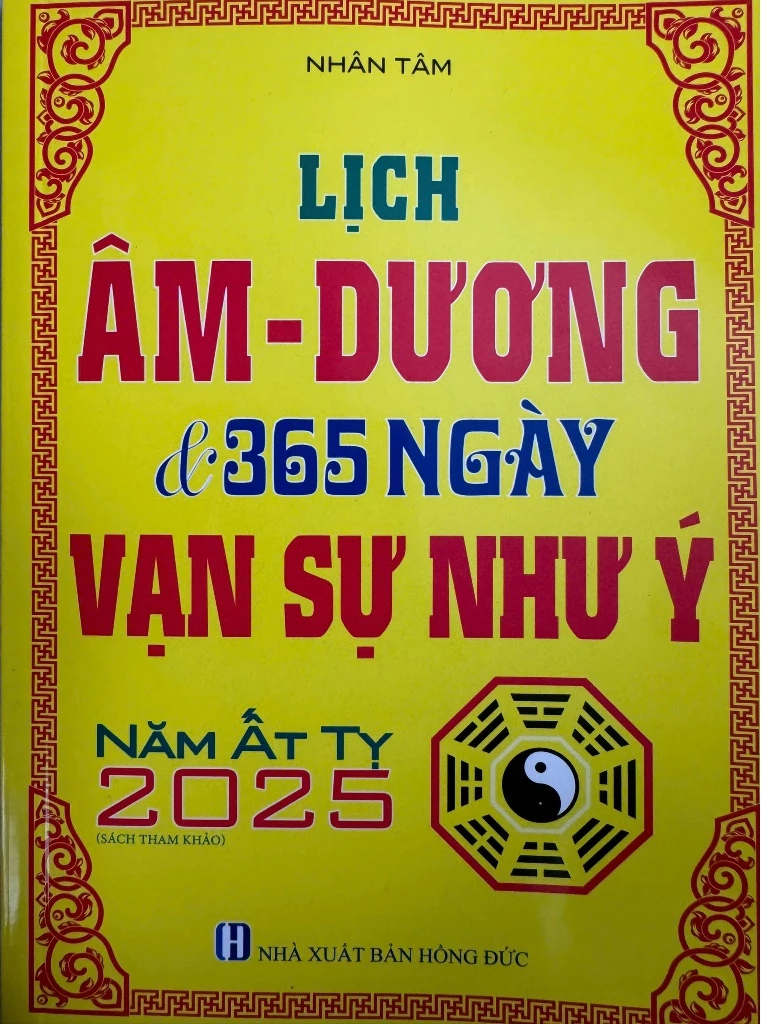 NHÂN TÂM
LỊCH
ÂM - DƯƠNG
& 365 NGÀY
VẠN SỰ NHƯ Ý
NĂM ẤT TỴ
2025
(SÁCH THAM KHẢO)
NHÀ XUẤT BẢN HỒNG ĐỨC